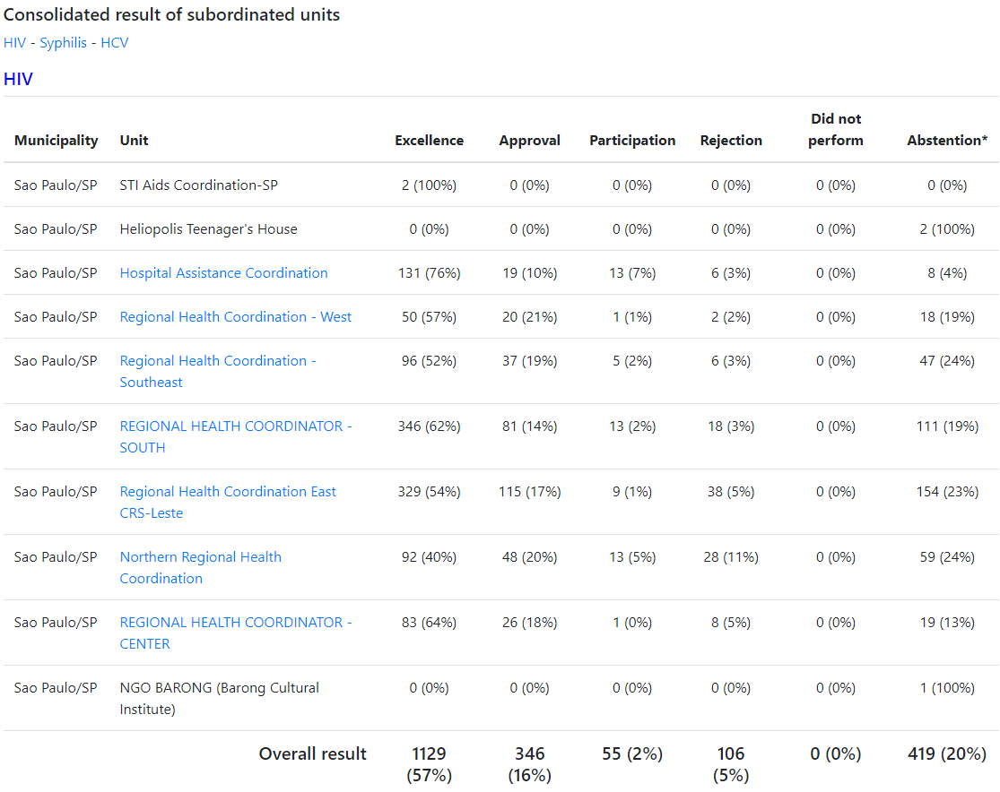 Consolidated result of subordinated units
HIV - Syphilis - HCV
HIV
Municipality Unit Excellence Approval Participation Rejection Did not perform Abstention*
Sao Paulo/SP STI Aids Coordination-SP 2 (100%) 0 (0%) 0 (0%) 0 (0%) 0 (0%) 0 (0%)
Sao Paulo/SP Heliopolis Teenager's House 0 (0%) 0 (0%) 0 (0%) 0 (0%) 0 (0%) 2 (100%)
Sao Paulo/SP Hospital Assistance Coordination 131 (76%) 19 (10%) 13 (7%) 6 (3%) 0 (0%) 8 (4%)
Sao Paulo/SP Regional Health Coordination - West 50 (57%) 20 (21%) 1 (1%) 2 (2%) 0 (0%) 18 (19%)
Sao Paulo/SP Regional Health Coordination - Southeast 96 (52%) 37 (19%) 5 (2%) 6 (3%) 0 (0%) 47 (24%)
Sao Paulo/SP REGIONAL HEALTH COORDINATOR - SOUTH 346 (62%) 81 (14%) 13 (2%) 18 (3%) 0 (0%) 111 (19%)
Sao Paulo/SP Regional Health Coordination East CRS-Leste 329 (54%) 115 (17%) 9 (1%) 38 (5%) 0 (0%) 154 (23%)
Sao Paulo/SP Northern Regional Health Coordination 92 (40%) 48 (20%) 13 (5%) 28 (11%) 0 (0%) 59 (24%)
Sao Paulo/SP REGIONAL HEALTH COORDINATOR - CENTER 83 (64%) 26 (18%) 1 (0%) 8 (5%) 0 (0%) 19 (13%)
Sao Paulo/SP NGO BARONG (Barong Cultural Institute) 0 (0%) 0 (0%) 0 (0%) 0 (0%) 0 (0%) 1 (100%)
Overall result 1129 (57%) 346 (16%) 55 (2%) 106 (5%) 0 (0%) 419 (20%)